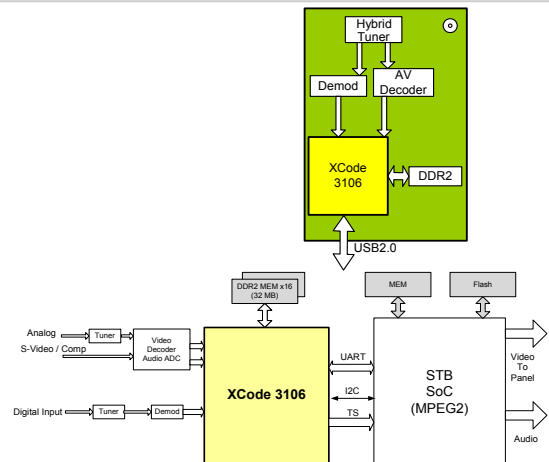 Hybrid
Tuner
Demod
AV
Decoder
XCode
3106
DDR2
USB2.0
DDR2 MEM x16
(32 MB)
MEM
Flash
Analog
Tuner
S-Video / Comp
Video
Decoder
Audio ADC
Digital Input
Tuner
Demod
XCode 3106
UART
I2C
TS
STB
SoC
(MPEG2)
Video
To
Panel
Audio